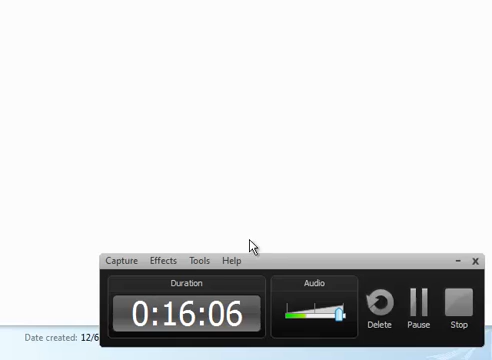 Capture Effects Tools Help
Duration
Audio
0:16:06
Delete Pause Stop
Date created: 12/6